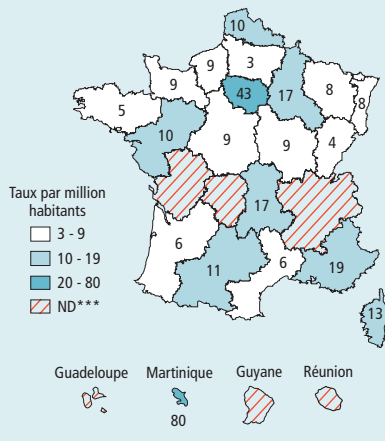 10
3
9
9
43
17
8
8
5
10
9
9
4
Taux par million
habitants
3 - 9
10 - 19
20 - 80
ND***
17
6
11
6
19
13
Guadeloupe
Martinique
Guyane
Réunion
80